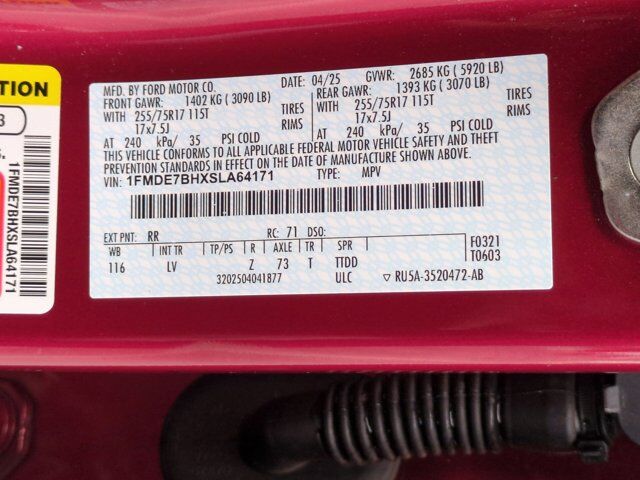 MFD. BY FORD MOTOR CO. DATE: 04/25 GVWR: 2685 KG ( 5920 LB)
FRONT GAWR: 1402 KG ( 3090 LB) REAR GAWR: 1393 KG ( 3070 LB)
WITH 255/75R17 115T TIRES WITH 255/75R17 115T TIRES
17x7.5J RIMS 17x7.5J RIMS
AT 240 kPa/ 35 PSI COLD AT 240 kPa/ 35 PSI COLD
THIS VEHICLE CONFORMS TO ALL APPLICABLE FEDERAL MOTOR VEHICLE SAFETY AND THEFT
PREVENTION STANDARDS IN EFFECT ON THE DATE OF MANUFACTURE SHOWN ABOVE.
VIN: 1FMDE7BHXSLA64171 TYPE: MPV
EXT PNT: RR RC: 71 DSO:
WB INT TR TP/PS R AXLE TR SPR
116 LV Z 73 T TTDD
F0321
T0603
3202504041877 ULC ▽ RU5A-3520472-AB
TION
3
1FMDE7BHXSLA64171